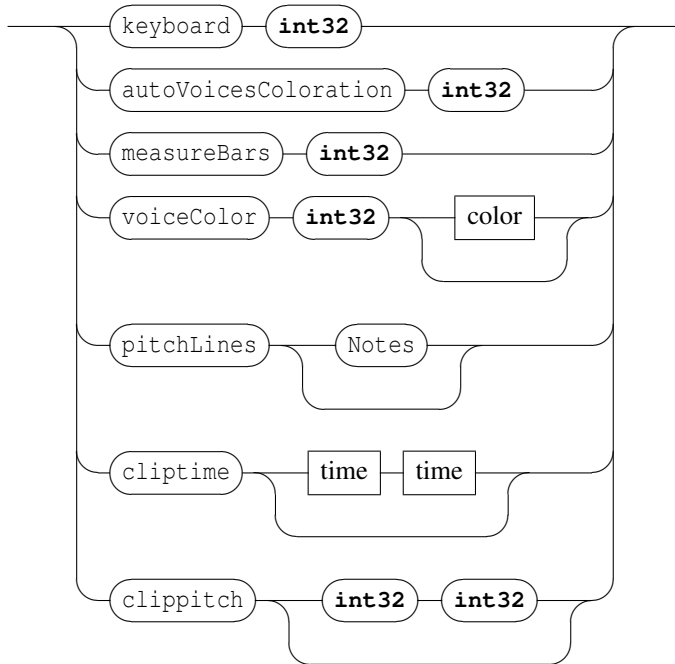 keyboard int32
autoVoicesColoration int32
measureBars int32
voiceColor int32 color
pitchLines Notes
cliptime time time
clippitch int32 int32